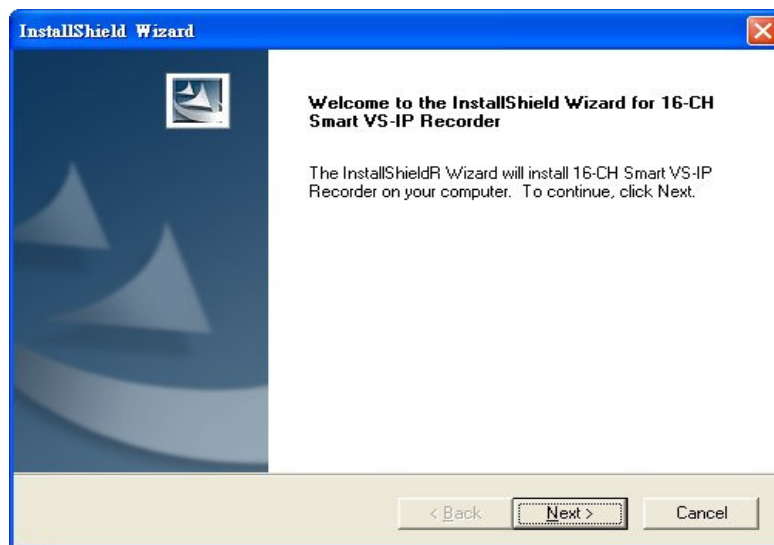 InstallShield Wizard
Welcome to the InstallShield Wizard for 16-CH
Smart VS-IP Recorder
The InstallShieldR Wizard will install 16-CH Smart VS-IP
Recorder on your computer. To continue, click Next.
< Back
Next >
Cancel